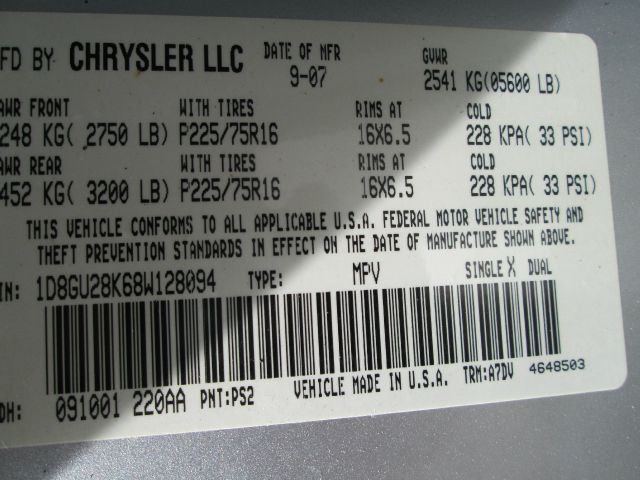 FD BY CHRYSLER LLC DATE OF MFR 9-07 GVWR 2541 KG(05600 LB)
AWR FRONT WITH TIRES RIMS AT COLD
248 KG( 2750 LB) P225/75R16 16X6.5 228 KPA( 33 PSI)
AWR REAR WITH TIRES RIMS AT COLD
452 KG( 3200 LB) P225/75R16 16X6.5 228 KPA( 33 PSI)
THIS VEHICLE CONFORMS TO ALL APPLICABLE U.S.A. FEDERAL MOTOR VEHICLE SAFETY AND
THEFT PREVENTION STANDARDS IN EFFECT ON THE DATE OF MANUFACTURE SHOWN ABOVE.
IN: 1D8GU28K68W128094 TYPE: MPV SINGLE X DUAL
DH: 091001 220AA PNT:PS2 VEHICLE MADE IN U.S.A. TRM:A7DV 4648503